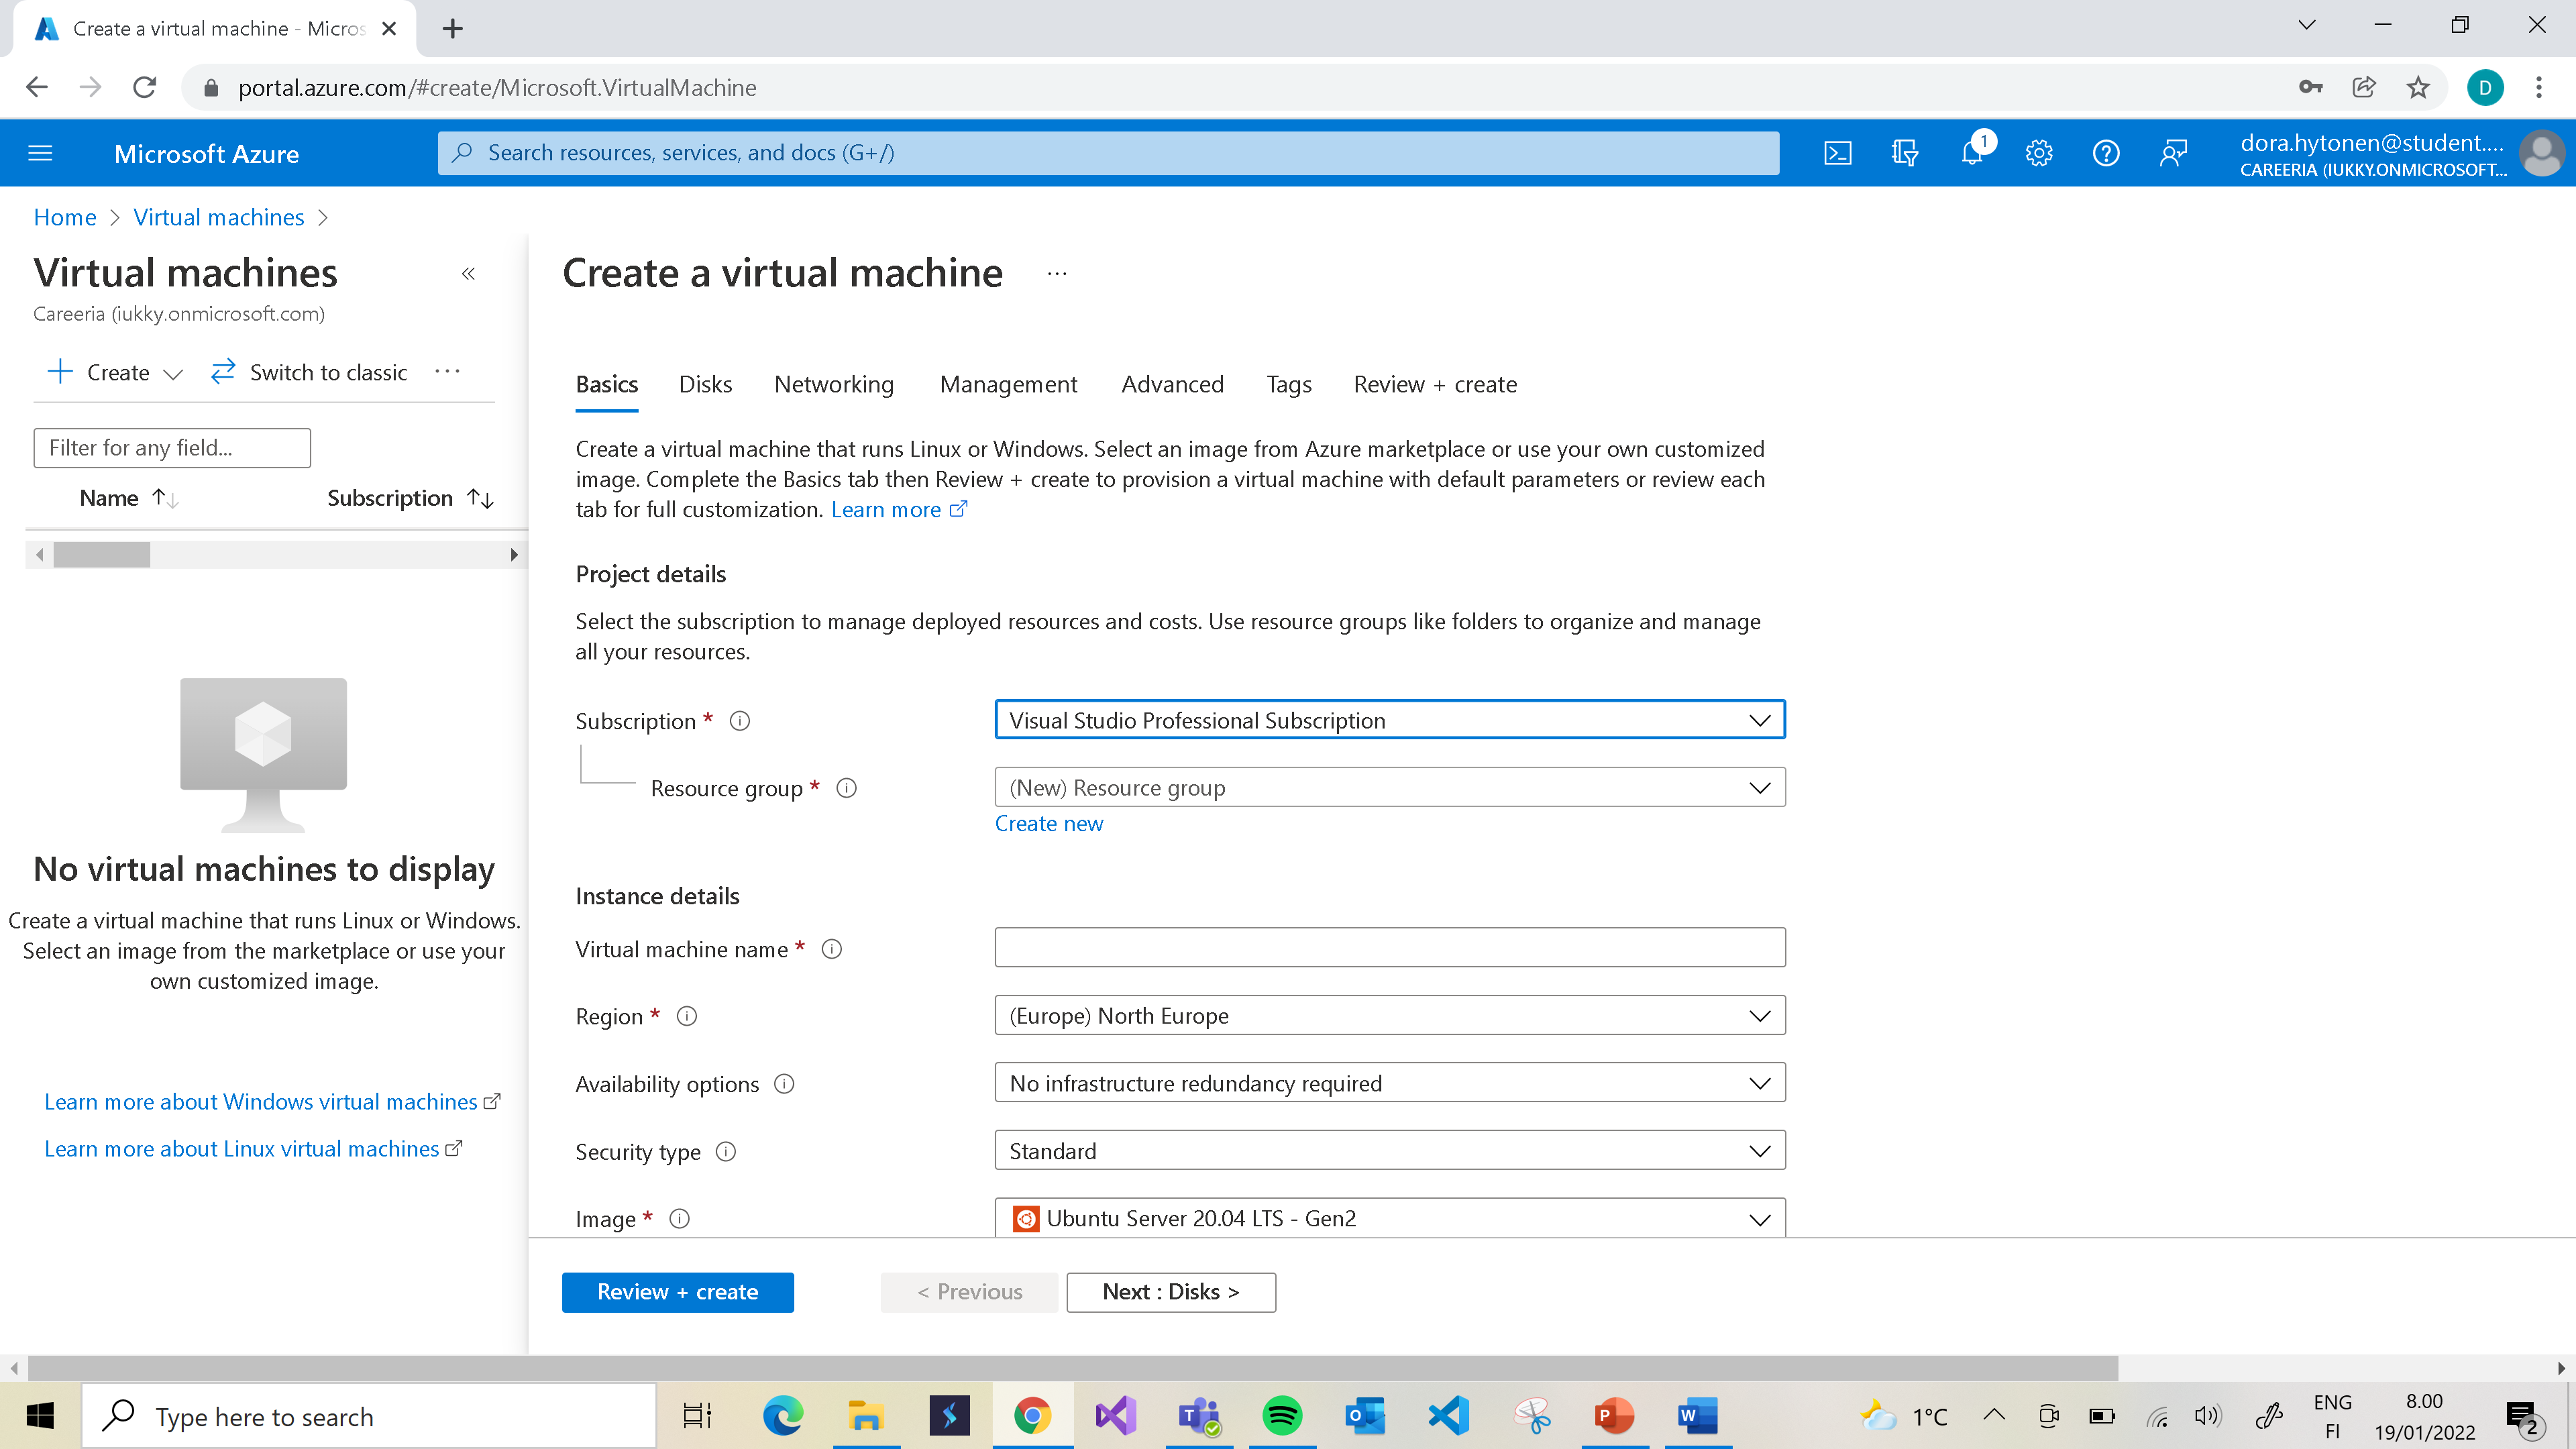 Create a virtual machine - Micros
portal.azure.com/#create/Microsoft.VirtualMachine
D
Microsoft Azure
Search resources, services, and docs (G+/)
1
dora.hytonen@student....
CAREERIA (IUKKY.ONMICROSOFT...
Home > Virtual machines >
Virtual machines
Careeria (iukky.onmicrosoft.com)
Create
Switch to classic
Filter for any field...
Name
Subscription
No virtual machines to display
Create a virtual machine that runs Linux or Windows.
Select an image from the marketplace or use your
own customized image.
Learn more about Windows virtual machines
Learn more about Linux virtual machines
Create a virtual machine
Basics Disks Networking Management Advanced Tags Review + create
Create a virtual machine that runs Linux or Windows. Select an image from Azure marketplace or use your own customized
image. Complete the Basics tab then Review + create to provision a virtual machine with default parameters or review each
tab for full customization. Learn more
Project details
Select the subscription to manage deployed resources and costs. Use resource groups like folders to organize and manage
all your resources.
Subscription * Visual Studio Professional Subscription
Resource group * (New) Resource group
Create new
Instance details
Virtual machine name *
Region * (Europe) North Europe
Availability options No infrastructure redundancy required
Security type Standard
Image * Ubuntu Server 20.04 LTS - Gen2
Review + create < Previous Next : Disks >
Type here to search
1°C
ENG
FI
8.00
19/01/2022
2